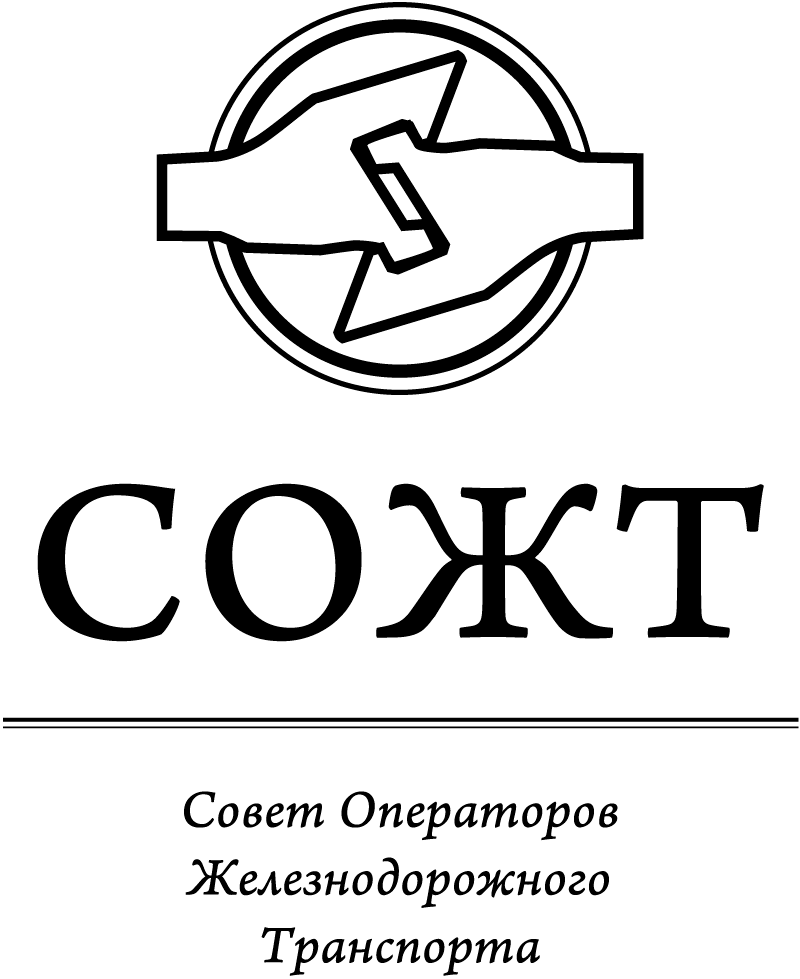 СОЖТ
Совет Операторов
Железнодорожного
Транспорта